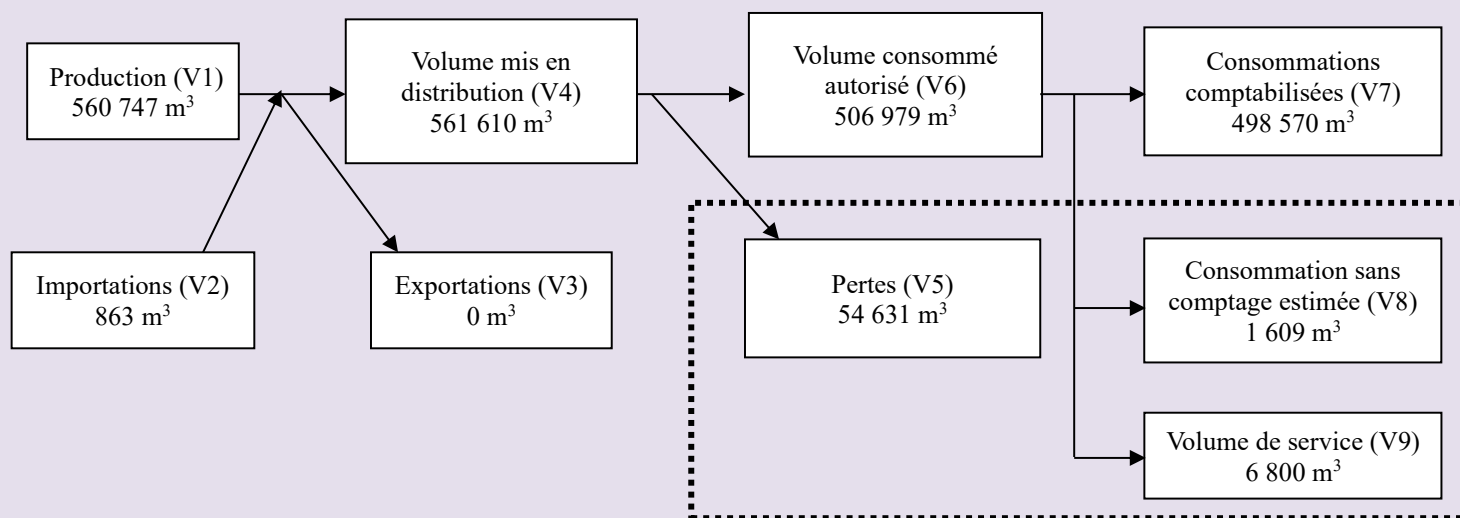 Production (V1)
560 747 m³
Volume mis en
distribution (V4)
561 610 m³
Volume consommé
autorisé (V6)
506 979 m³
Consommations
comptabilisées (V7)
498 570 m³
Importations (V2)
863 m³
Exportations (V3)
0 m³
Pertes (V5)
54 631 m³
Consommation sans
comptage estimée (V8)
1 609 m³
Volume de service (V9)
6 800 m³